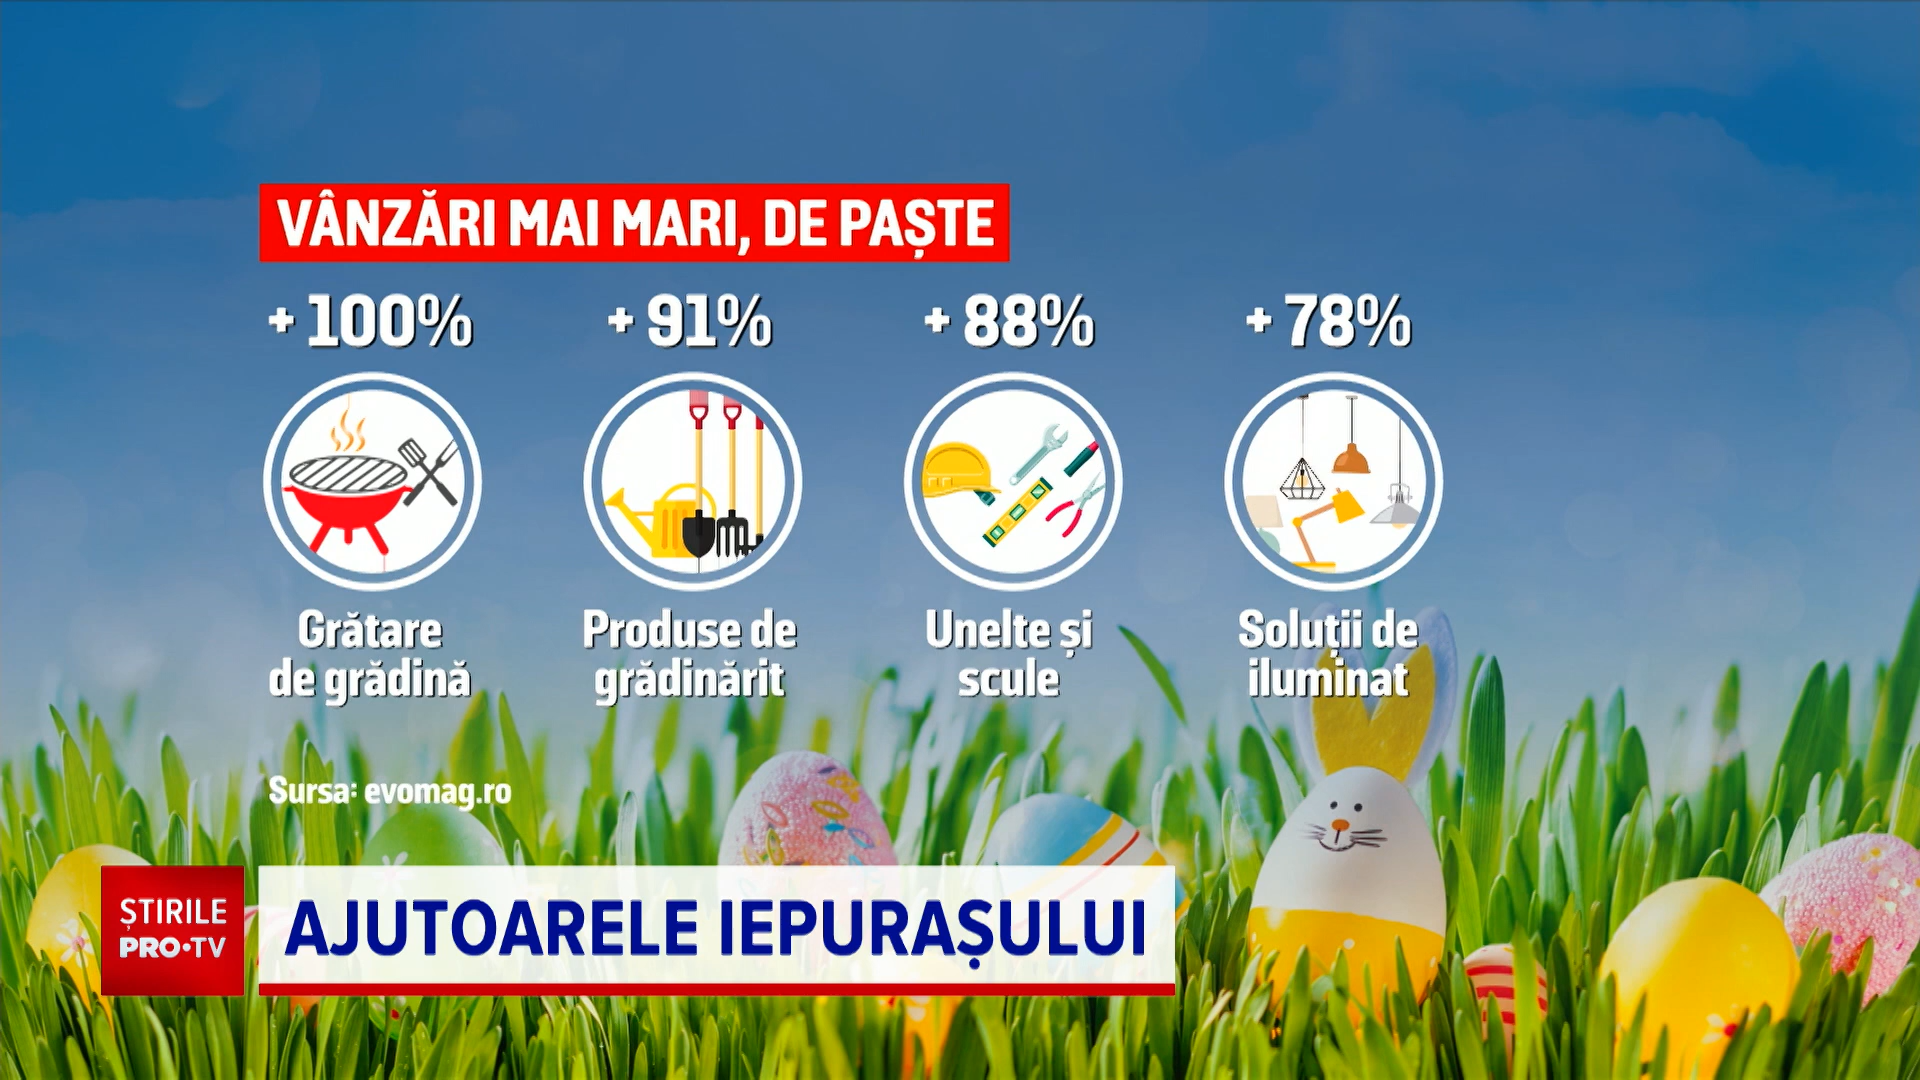 VÂNZĂRI MAI MARI, DE PAȘTE
+ 100%
+ 91%
+ 88%
+ 78%
Grătare
de grădină
Produse de
grădinărit
Unelte și
scule
Soluții de
iluminat
Sursa: evomag.ro
ȘTIRILE
PRO•TV
AJUTOARELE IEPURAȘULUI